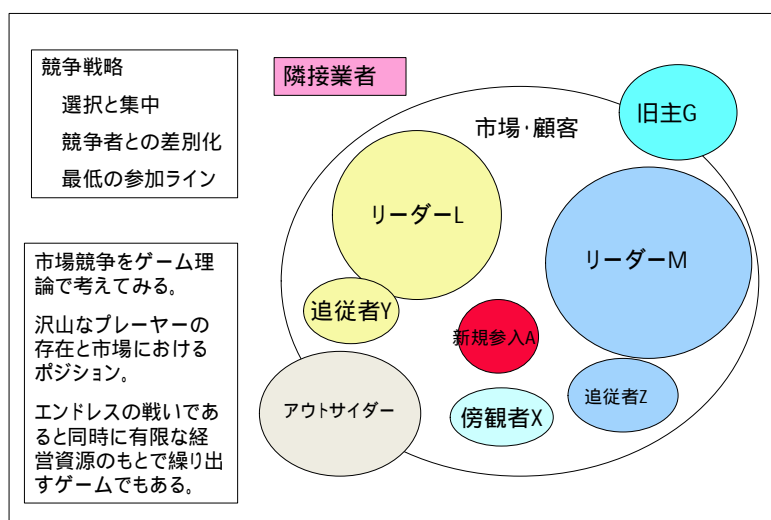 競争戦略
選択と集中
競争者との差別化
最低の参加ライン
隣接業者
市場・顧客
旧主G
リーダーL
リーダーM
追従者Y
新規参入A
追従者Z
アウトサイダー
傍観者X
市場競争をゲーム理
論で考えてみる。
沢山なプレーヤーの
存在と市場における
ポジション。
エンドレスの戦いであ
ると同時に有限な経
営資源のもとで繰り出
すゲームでもある。